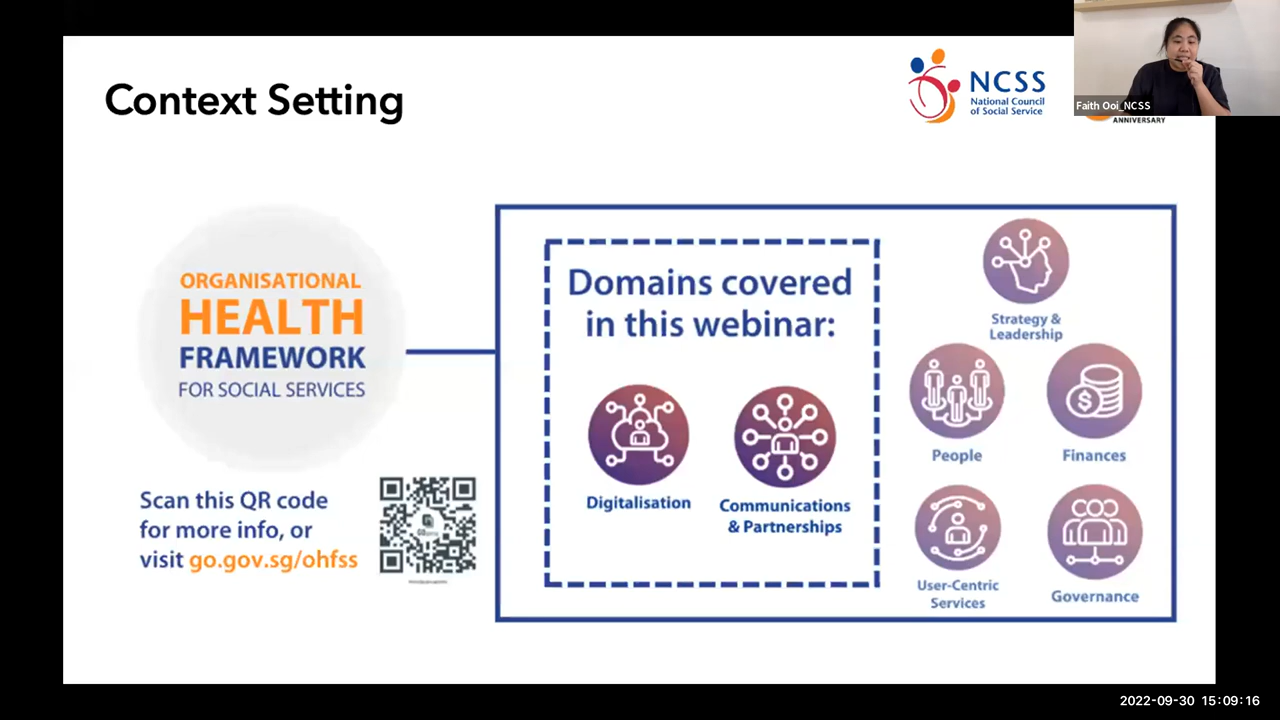 Context Setting
NCSS
National Council
of Social Service
ANNIVERSARY
Faith Ooi_NCSS
ORGANISATIONAL
HEALTH
FRAMEWORK
FOR SOCIAL SERVICES
Scan this QR code
for more info, or
visit go.gov.sg/ohfss
Domains covered
in this webinar:
Digitalisation
Communications
& Partnerships
Strategy &
Leadership
People
Finances
User-Centric
Services
Governance
2022-09-30 15:09:16